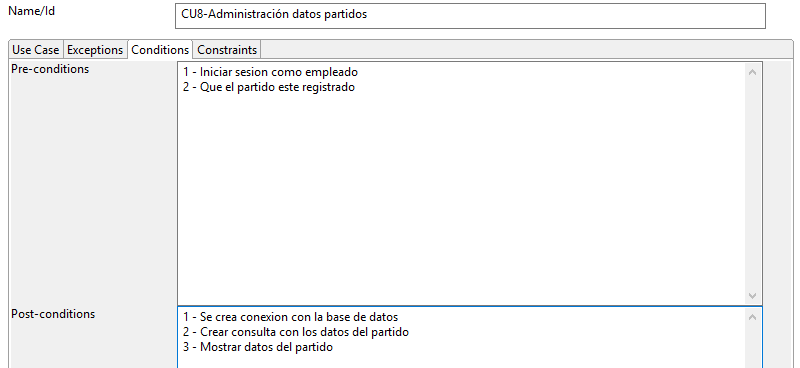 Name/Id
CU8-Administración datos partidos
Use Case Exceptions Conditions Constraints
Pre-conditions
1 - Iniciar sesion como empleado
2 - Que el partido este registrado
Post-conditions
1 - Se crea conexion con la base de datos
2 - Crear consulta con los datos del partido
3 - Mostrar datos del partido